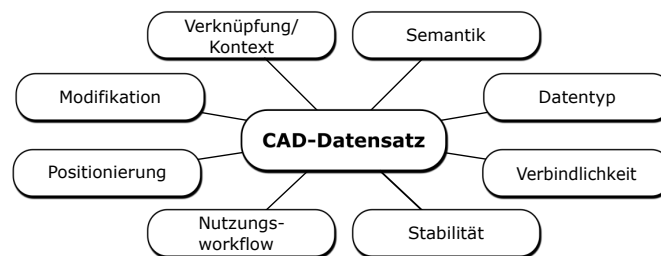 Verknüpfung/
Kontext
Semantik
Modifikation
Datentyp
CAD-Datensatz
Positionierung
Verbindlichkeit
Nutzungs-
workflow
Stabilität